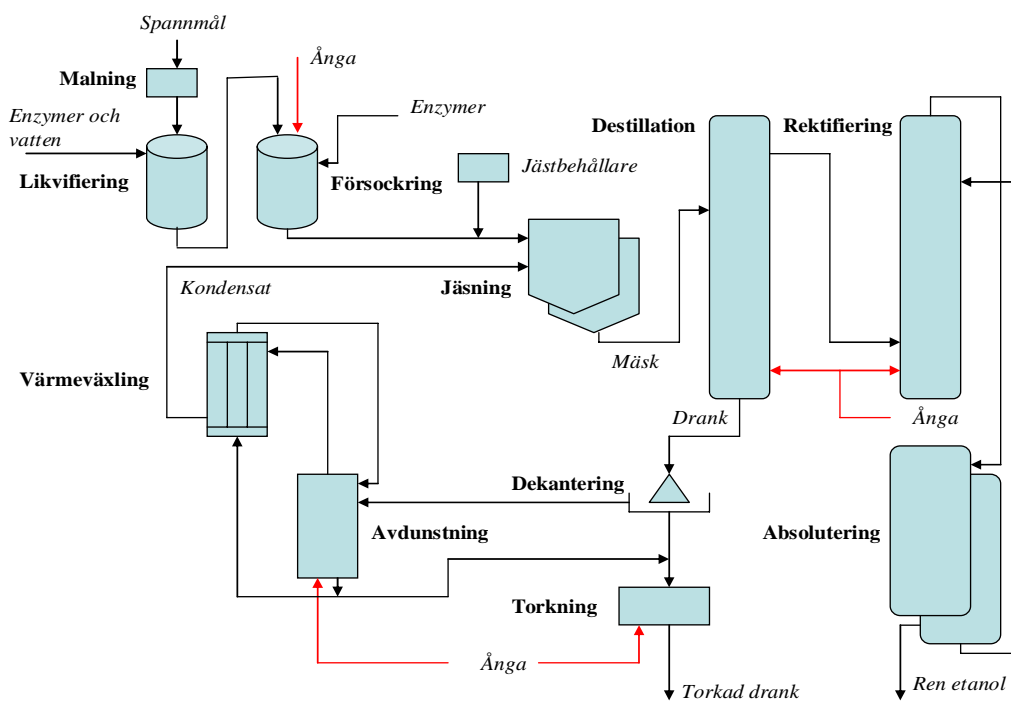 Spannmål
Ånga
Malning
Enzymer och
vatten
Enzymer
Destillation
Rektifiering
Likvifiering
Försockring
Jästbehållare
Kondensat
Jäsning
Mäsk
Värmeväxling
Drank
Ånga
Dekantering
Avdunstning
Absolutering
Torkning
Ånga
Torkad drank
Ren etanol